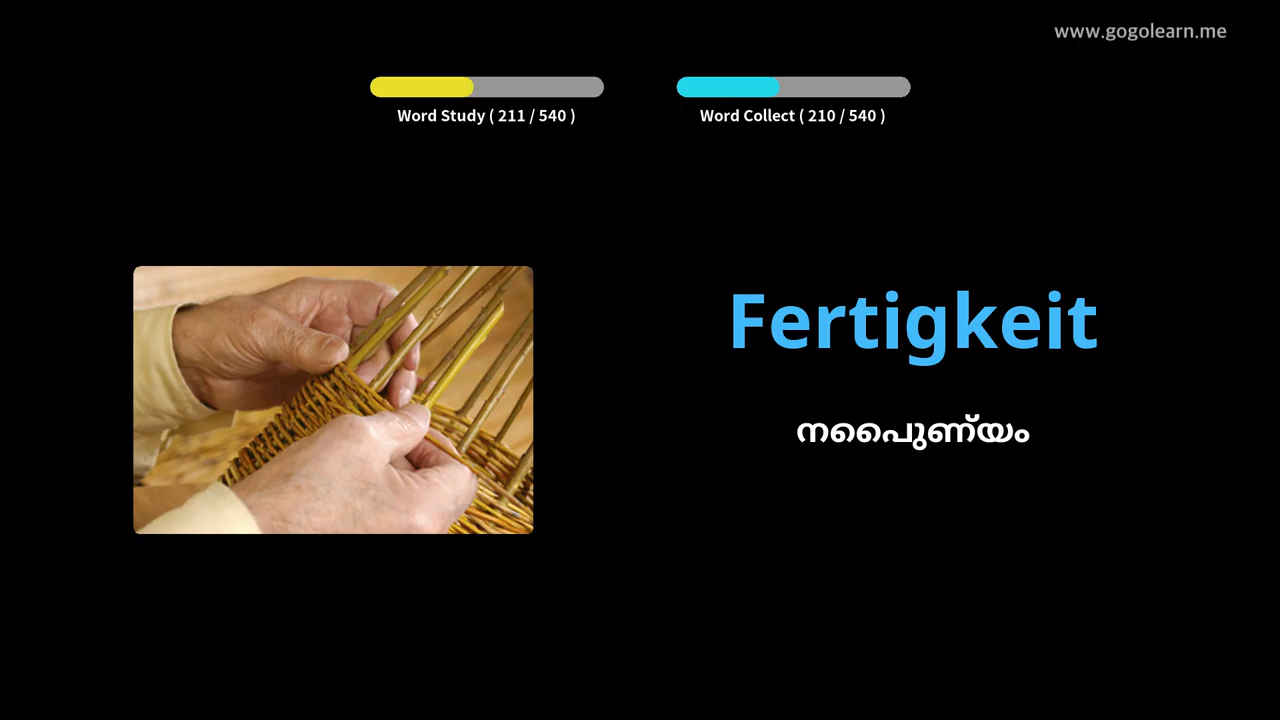 www.gogolearn.me
Word Study ( 211 / 540 )
Word Collect ( 210 / 540 )
Fertigkeit
നൈപുണ്യം